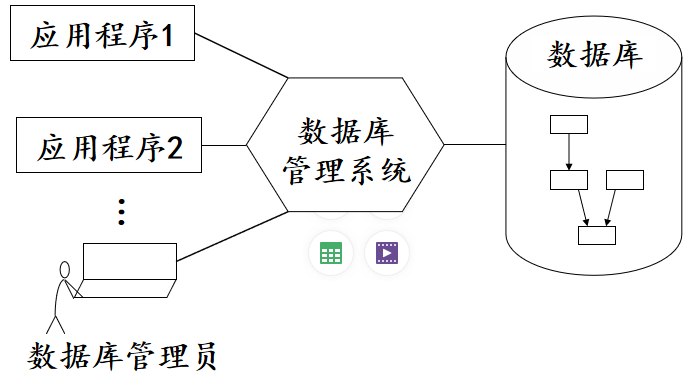 应用程序1
应用程序2
⋮
数据库
管理系统
数据库
数据库管理员